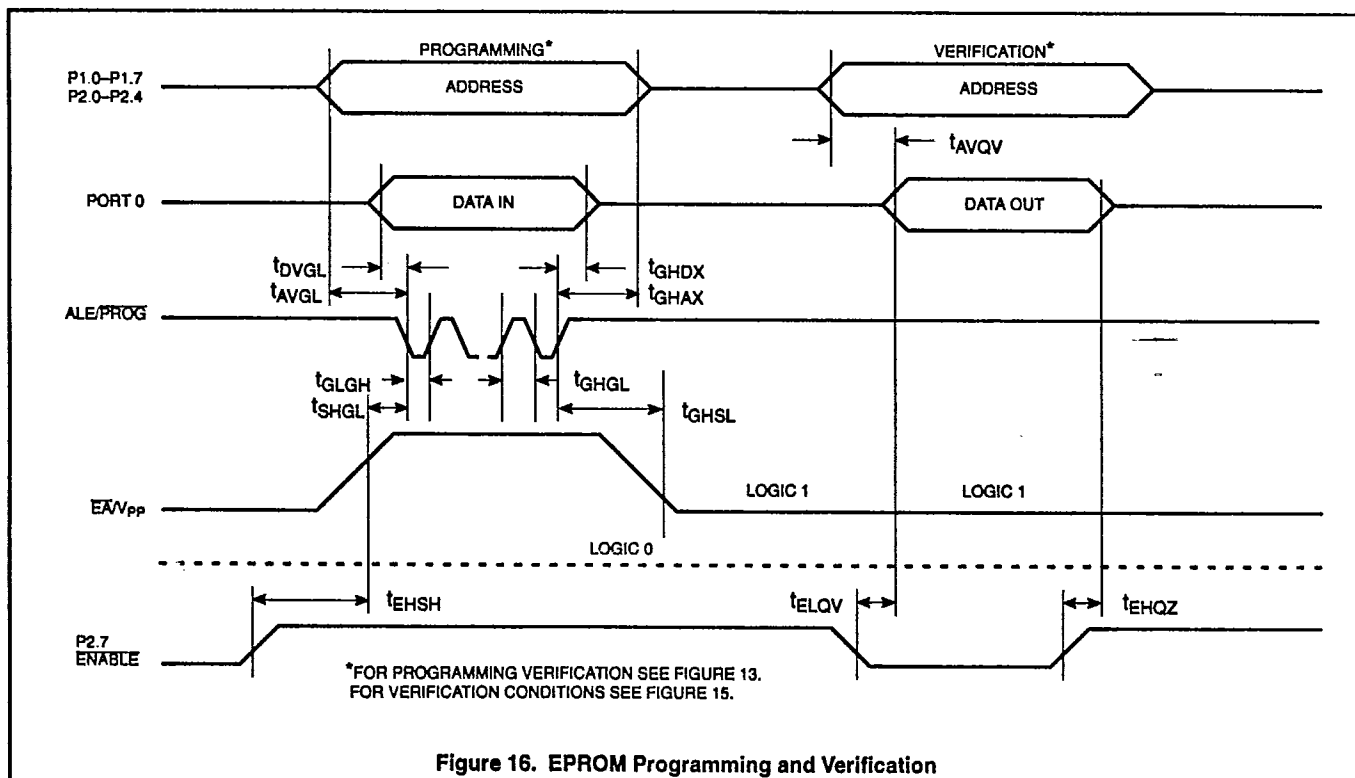 PROGRAMMING*
VERIFICATION*
P1.0–P1.7
P2.0–P2.4
ADDRESS
ADDRESS
tAVQV
PORT 0
DATA IN
DATA OUT
tDVGL
tGHDX
tAVGL
tGHAX
ALE/PROG
tGLGH
tGHGL
tSHGL
tGHSL
EA/VPP
LOGIC 1
LOGIC 1
LOGIC 0
tEHSH
tELQV
tEHQZ
P2.7
ENABLE
*FOR PROGRAMMING VERIFICATION SEE FIGURE 13.
FOR VERIFICATION CONDITIONS SEE FIGURE 15.
Figure 16. EPROM Programming and Verification